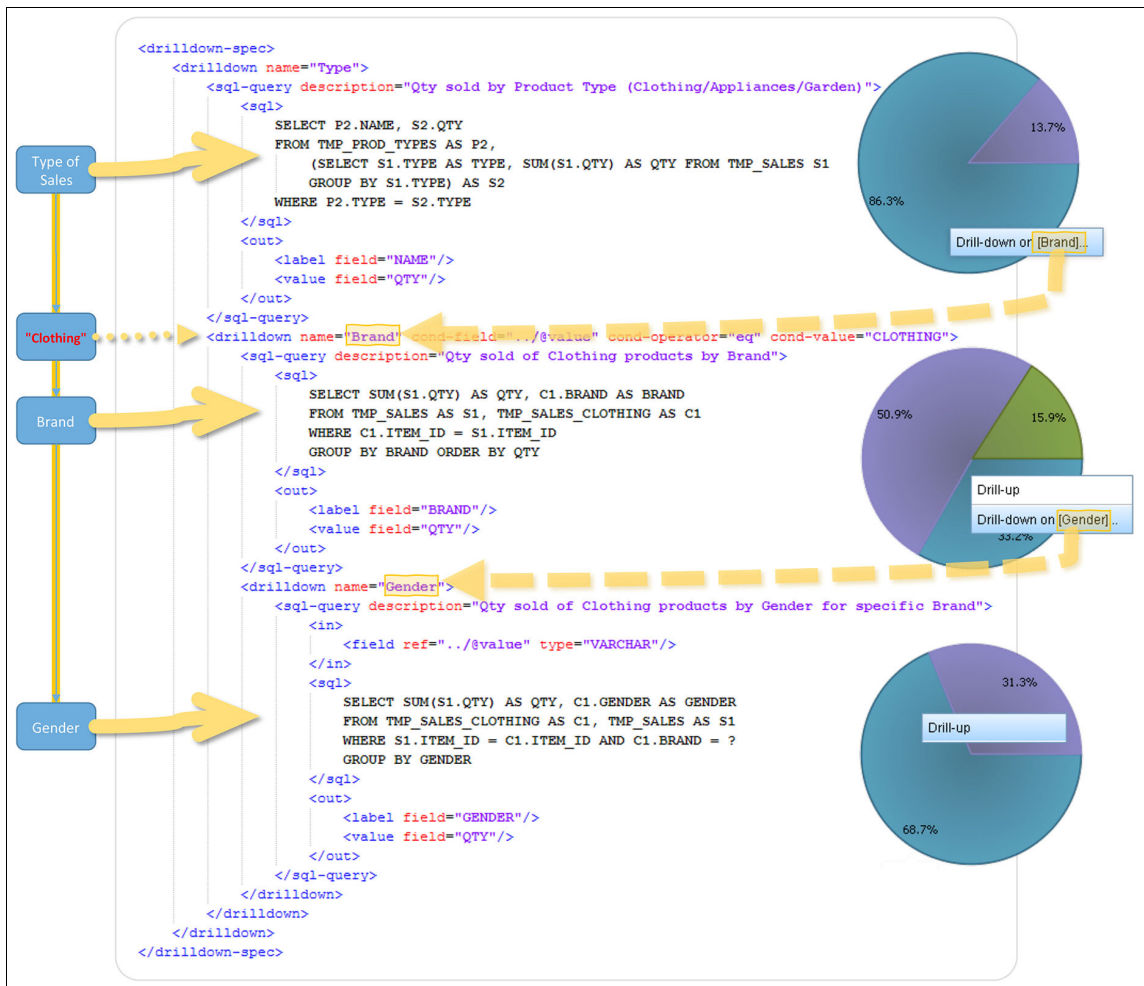 <drilldown-spec>
<drilldown name="Type">
<sql-query description="Qty sold by Product Type (Clothing/Appliances/Garden)">
<sql>
SELECT P2.NAME, S2.QTY
FROM TMP_PROD_TYPES AS P2,
(SELECT S1.TYPE AS TYPE, SUM(S1.QTY) AS QTY FROM TMP_SALES S1
GROUP BY S1.TYPE) AS S2
WHERE P2.TYPE = S2.TYPE
</sql>
<out>
<label field="NAME"/>
<value field="QTY"/>
</out>
</sql-query>
<drilldown name="Brand" cond-field="../@value" cond-operator="eq" cond-value="CLOTHING">
<sql-query description="Qty sold of Clothing products by Brand">
<sql>
SELECT SUM(S1.QTY) AS QTY, C1.BRAND AS BRAND
FROM TMP_SALES AS S1, TMP_SALES_CLOTHING AS C1
WHERE C1.ITEM_ID = S1.ITEM_ID
GROUP BY BRAND ORDER BY QTY
</sql>
<out>
<label field="BRAND"/>
<value field="QTY"/>
</out>
</sql-query>
<drilldown name="Gender">
<sql-query description="Qty sold of Clothing products by Gender for specific Brand">
<in>
<field ref="../@value" type="VARCHAR"/>
</in>
<sql>
SELECT SUM(S1.QTY) AS QTY, C1.GENDER AS GENDER
FROM TMP_SALES_CLOTHING AS C1, TMP_SALES AS S1
WHERE S1.ITEM_ID = C1.ITEM_ID AND C1.BRAND = ?
GROUP BY GENDER
</sql>
<out>
<label field="GENDER"/>
<value field="QTY"/>
</out>
</sql-query>
</drilldown>
</drilldown>
</drilldown>
</drilldown-spec>
Type of
Sales
"Clothing"
Brand
Gender
13.7%
86.3%
Drill-down on [Brand]...
50.9%
15.9%
Drill-up
Drill-down on [Gender]...
33.2%
31.3%
Drill-up
68.7%